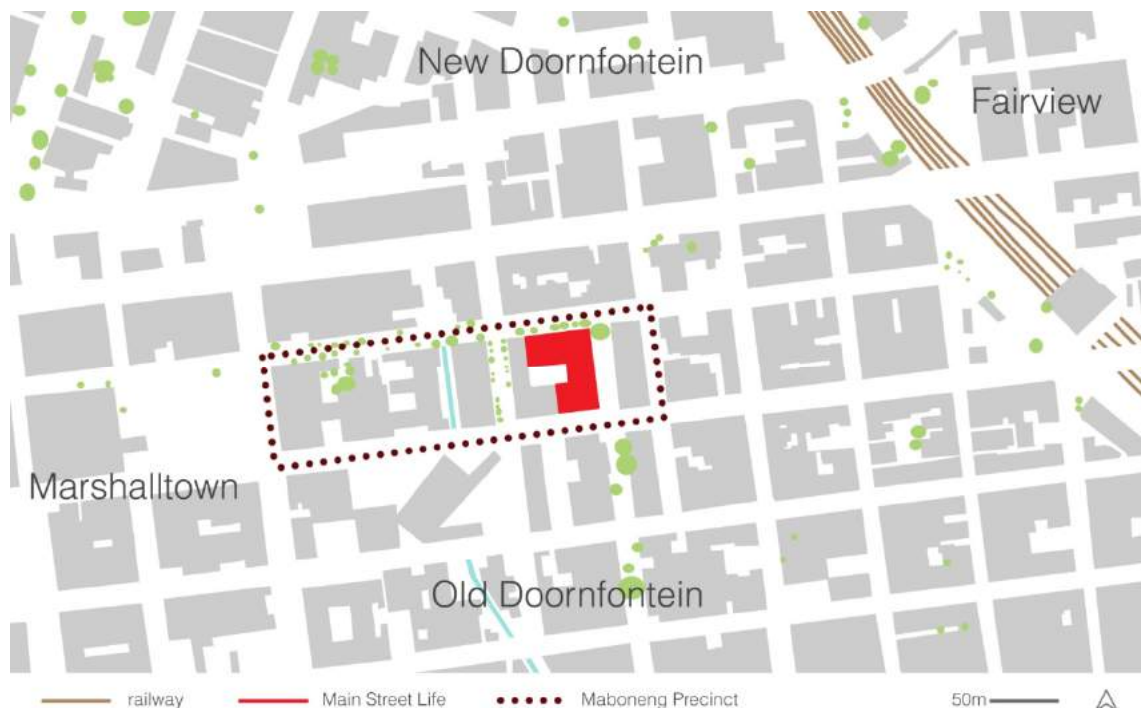 New Doornfontein
Fairview
Marshalltown
Old Doornfontein
railway
Main Street Life
Maboneng Precinct
50m